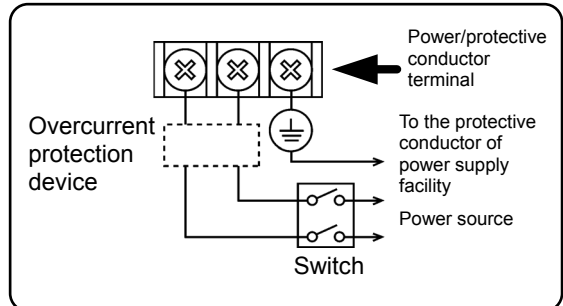 Power/protective
conductor
terminal
Overcurrent
protection
device
To the protective
conductor of
power supply
facility
Power source
Switch